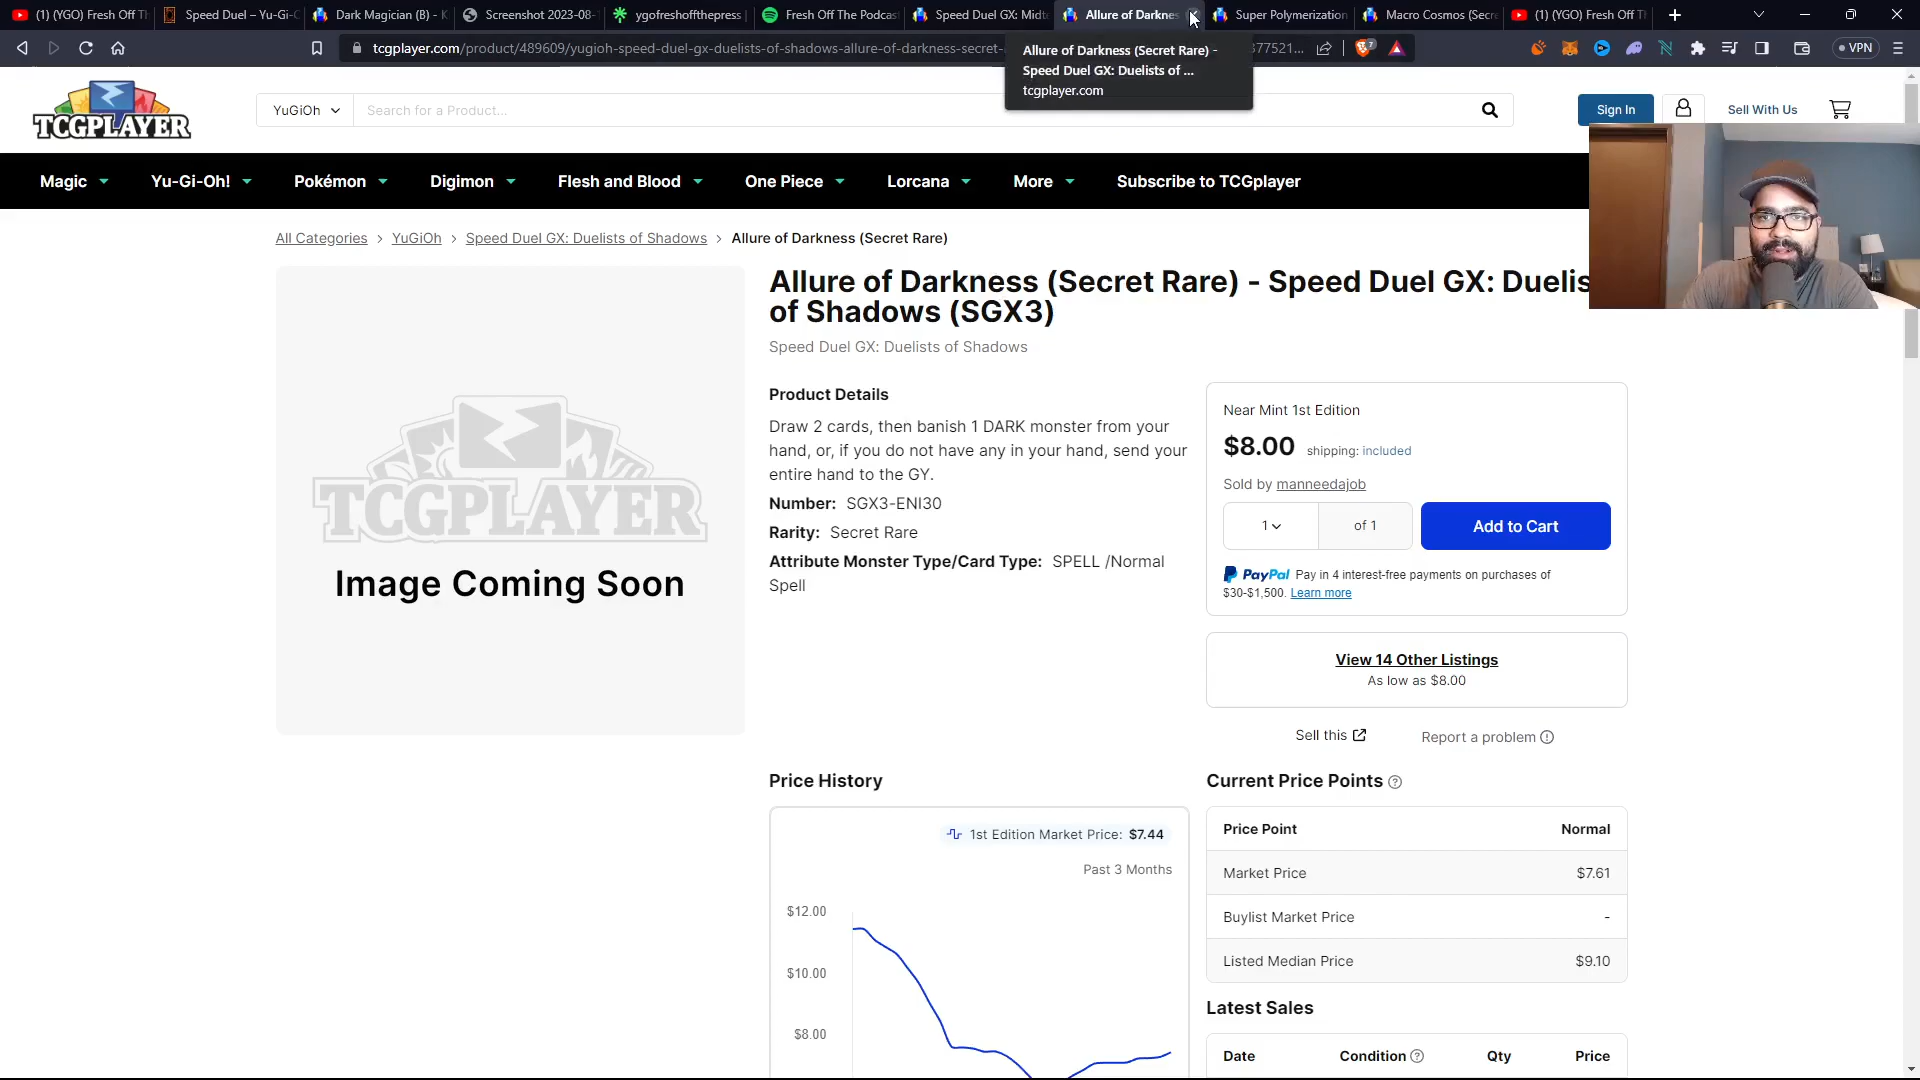 (1) (YGO) Fresh Off Th
Speed Duel – Yu-Gi-O
Dark Magician (B) - K
Screenshot 2023-08-
ygofreshoffthepress |
Fresh Off The Podcas
Speed Duel GX: Midt
Allure of Darknes
Super Polymerization
Macro Cosmos (Secre
(1) (YGO) Fresh Off Th
tcgplayer.com/product/489609/yugioh-speed-duel-gx-duelists-of-shadows-allure-of-darkness-secret-
377521...
7
VPN
Allure of Darkness (Secret Rare) -
Speed Duel GX: Duelists of ...
tcgplayer.com
TCGPLAYER
YuGiOh
Search for a Product...
Sign In
Sell With Us
Magic
Yu-Gi-Oh!
Pokémon
Digimon
Flesh and Blood
One Piece
Lorcana
More
Subscribe to TCGplayer
All Categories > YuGiOh > Speed Duel GX: Duelists of Shadows > Allure of Darkness (Secret Rare)
TCGPLAYER
Image Coming Soon
Allure of Darkness (Secret Rare) - Speed Duel GX: Duelis
of Shadows (SGX3)
Speed Duel GX: Duelists of Shadows
Product Details
Draw 2 cards, then banish 1 DARK monster from your
hand, or, if you do not have any in your hand, send your
entire hand to the GY.
Number: SGX3-ENI30
Rarity: Secret Rare
Attribute Monster Type/Card Type: SPELL /Normal
Spell
Near Mint 1st Edition
$8.00 shipping: included
Sold by manneedajob
1
of 1
Add to Cart
PayPal Pay in 4 interest-free payments on purchases of
$30-$1,500. Learn more
View 14 Other Listings
As low as $8.00
Sell this
Report a problem
Price History
1st Edition Market Price: $7.44
Past 3 Months
$12.00
$10.00
$8.00
Current Price Points
Price Point Normal
Market Price $7.61
Buylist Market Price -
Listed Median Price $9.10
Latest Sales
Date Condition Qty Price